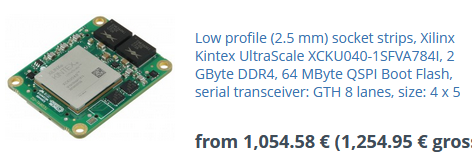 Low profile (2.5 mm) socket strips, Xilinx
Kintex UltraScale XCKU040-1SFVA784I, 2
GByte DDR4, 64 MByte QSPI Boot Flash,
serial transceiver: GTH 8 lanes, size: 4 x 5
from 1,054.58 € (1,254.95 € gros